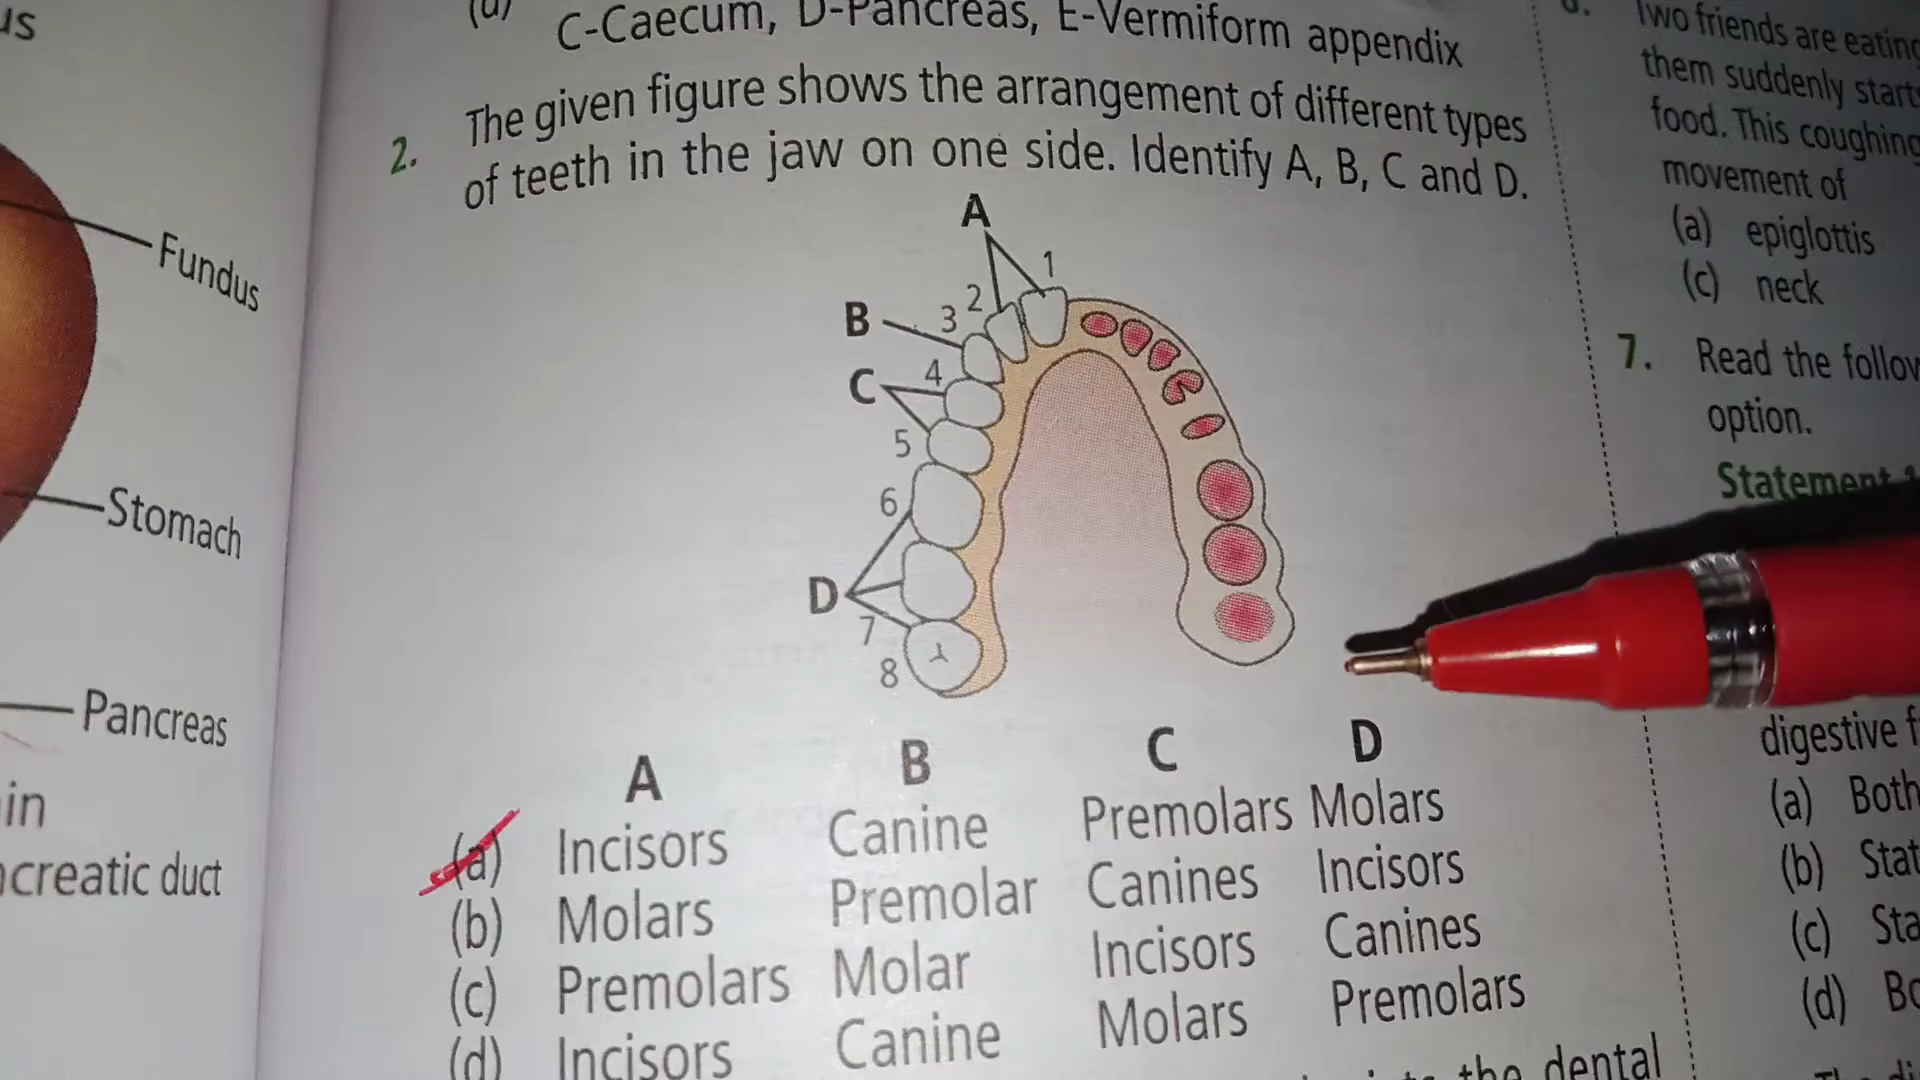 Fundus
Stomach
Pancreas
in
duct
C-Caecum, D-Pancreas, E-Vermiform appendix
2. The given figure shows the arrangement of different types
of teeth in the jaw on one side. Identify A, B, C and D.
A
1
2
B 3
C 4
5
6
D
7
8
A B C D
(a) Incisors Canine Premolars Molars
(b) Molars Premolar Canines Incisors
(c) Premolars Molar Incisors Canines
(d) Incisors Canine Molars Premolars
the dental
Two friends are eating
them suddenly starts
food. This coughing
movement of
(a) epiglottis
(c) neck
7. Read the follow
option.
Statement
digestive f
(a) Both
(b) Stat
(c) Sta
(d) Bo